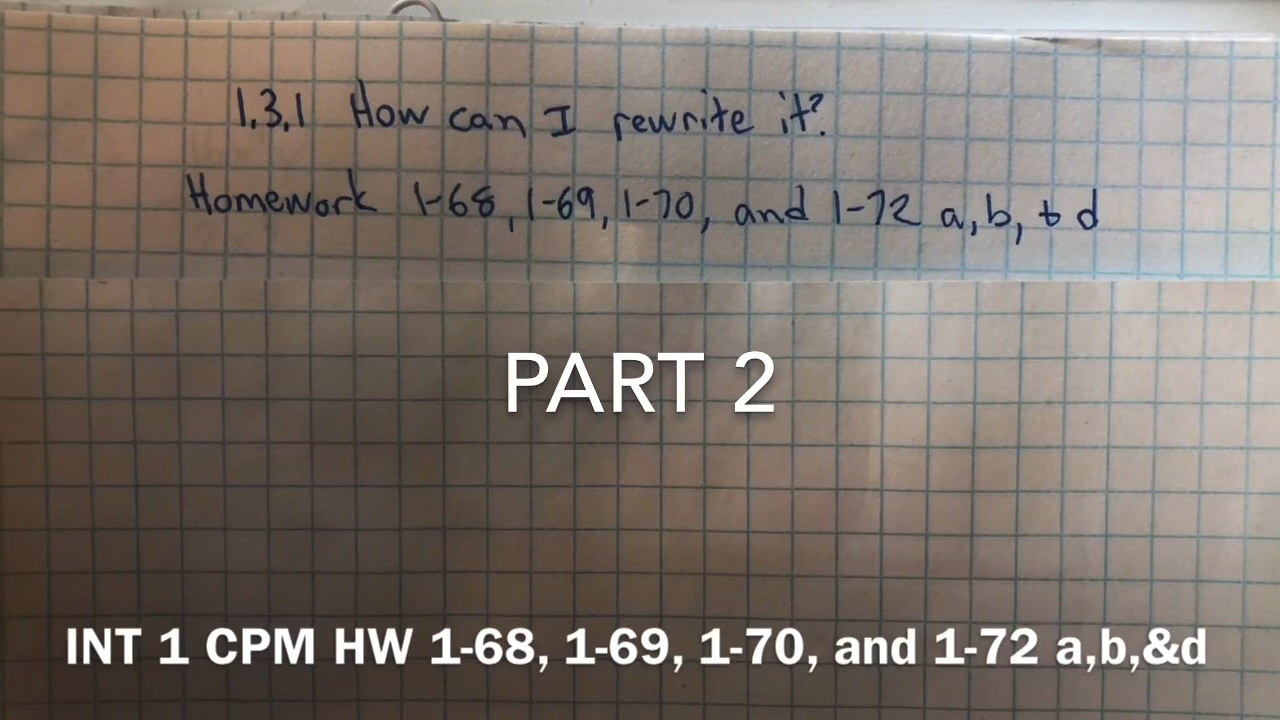 1.3.1 How can I rewrite it?
Homework 1-68, 1-69, 1-70, and 1-72 a, b, & d
PART 2
INT 1 CPM HW 1-68, 1-69, 1-70, and 1-72 a,b,&d